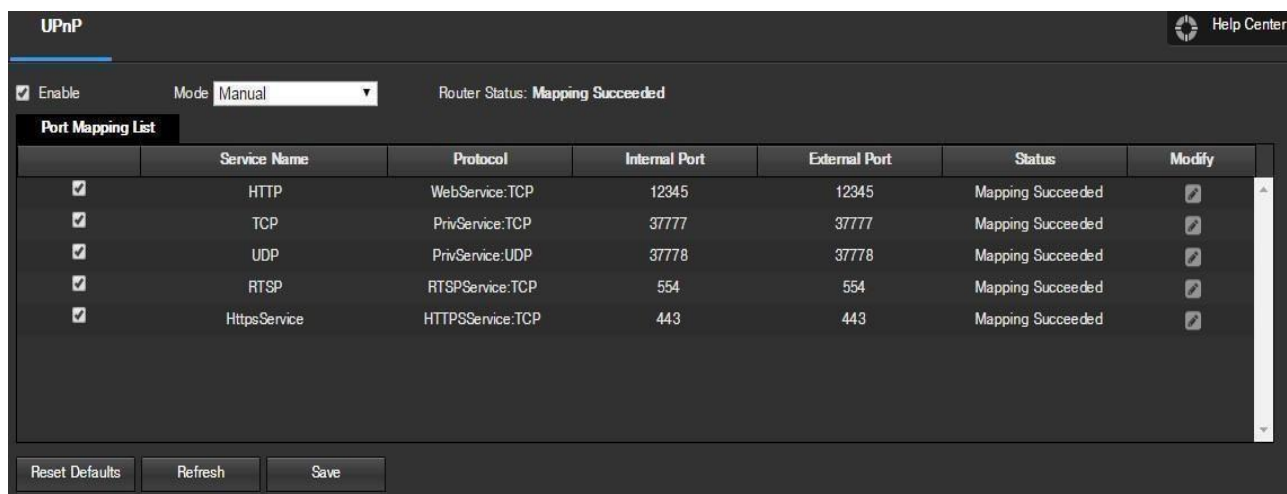 UPnP
Help Center
Enable Mode Manual Router Status: Mapping Succeeded
Port Mapping List
Service Name Protocol Internal Port External Port Status Modify
HTTP WebService:TCP 12345 12345 Mapping Succeeded
TCP PrivService:TCP 37777 37777 Mapping Succeeded
UDP PrivService:UDP 37778 37778 Mapping Succeeded
RTSP RTSPService:TCP 554 554 Mapping Succeeded
HttpsService HTTPSService:TCP 443 443 Mapping Succeeded
Reset Defaults Refresh Save